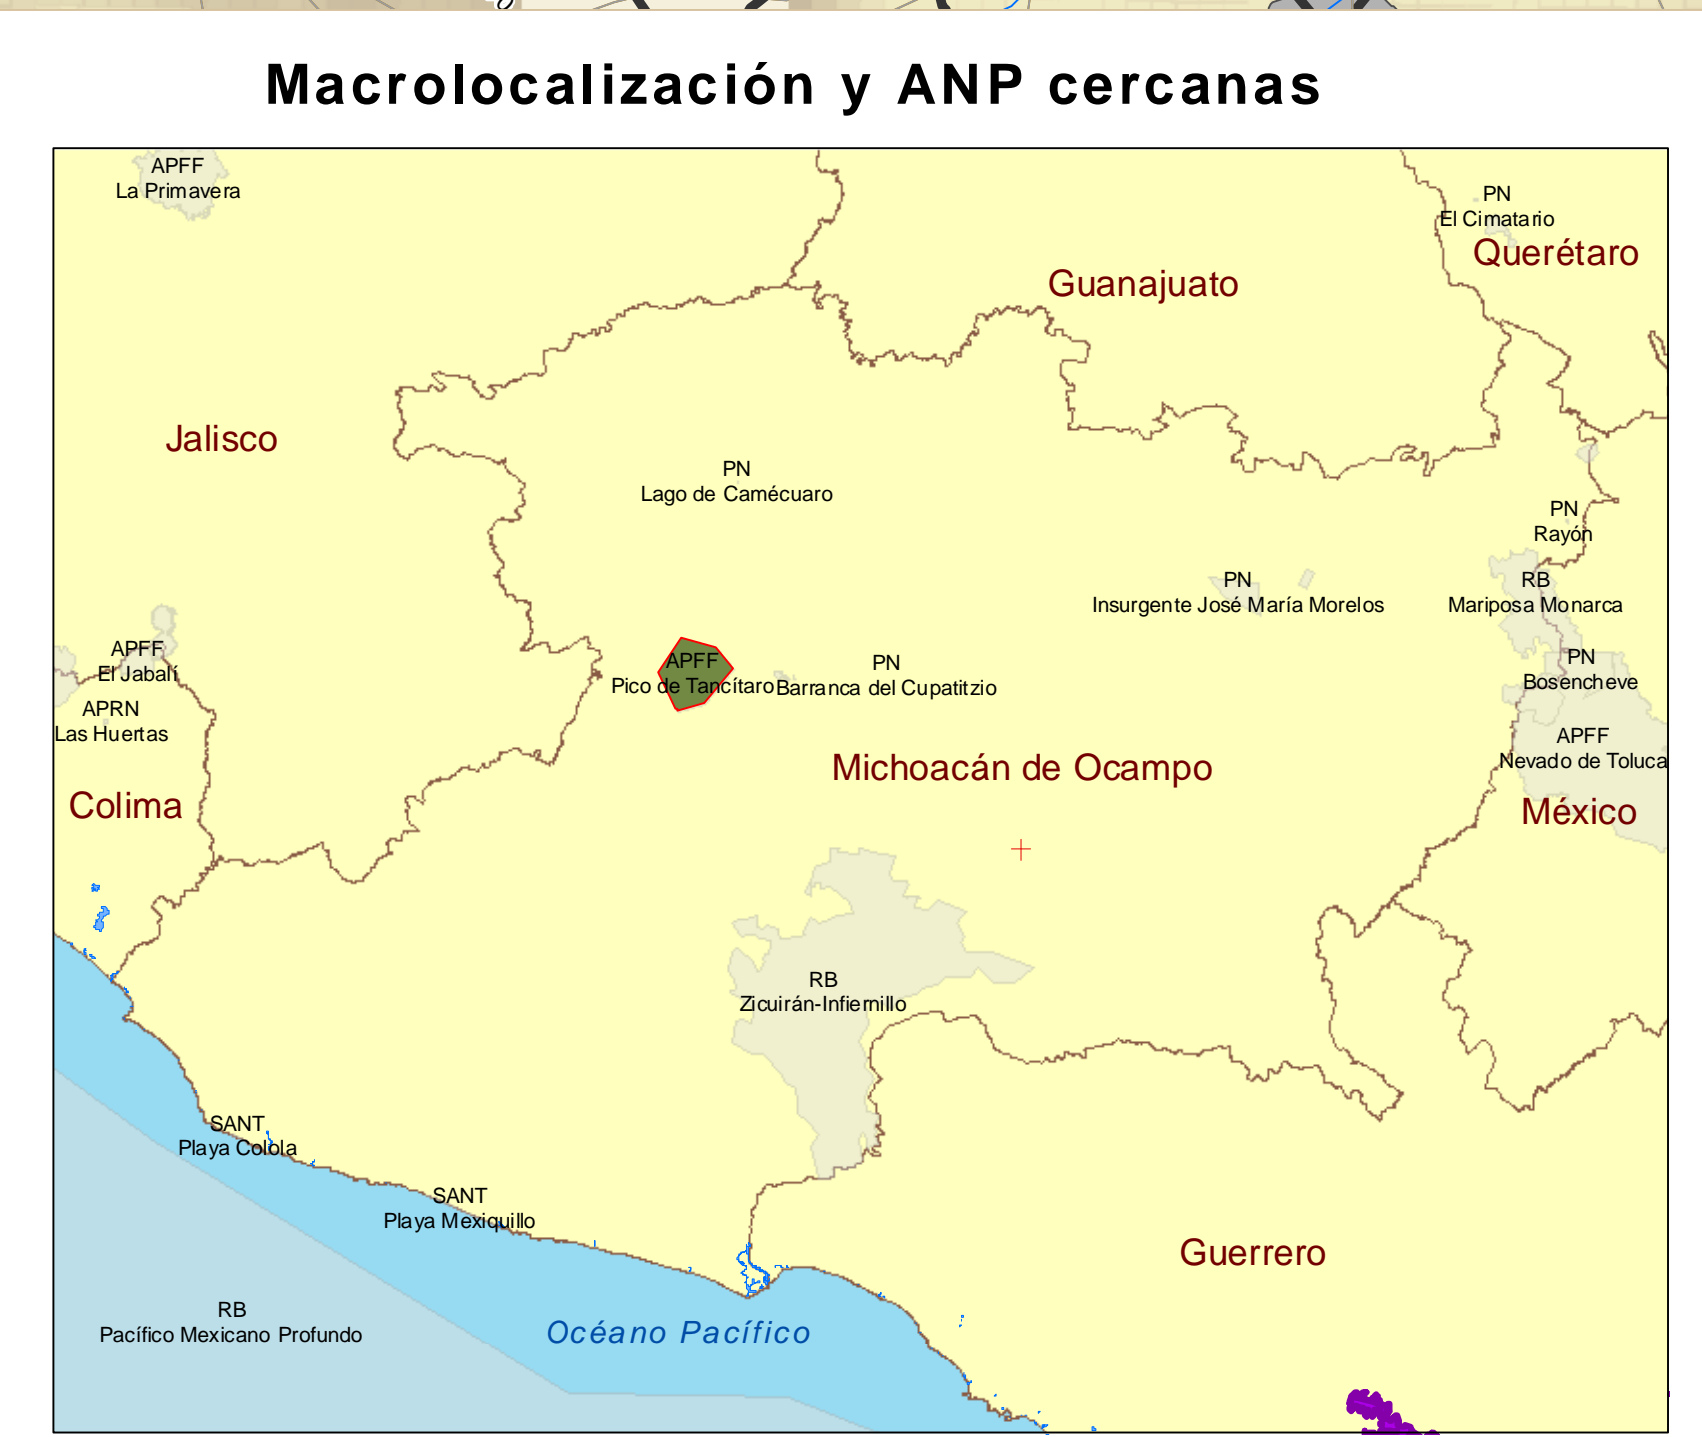 Macrolocalización y ANP cercanas
APFF
La Primavera
PN
El Cimatario
Querétaro
Guanajuato
Jalisco
PN
Lago de Camécuaro
PN
Rayón
PN
Insurgente José María Morelos
RB
Mariposa Monarca
APFF
El Jabalí
APFF
Pico de Tancítaro
PN
Barranca del Cupatitzio
PN
Bosencheve
APRN
Las Huertas
APFF
Nevado de Toluca
Michoacán de Ocampo
Colima
México
RB
Zicuirán-Infiernillo
SANT
Playa Colola
SANT
Playa Mexiquillo
Guerrero
RB
Pacífico Mexicano Profundo
Océano Pacífico